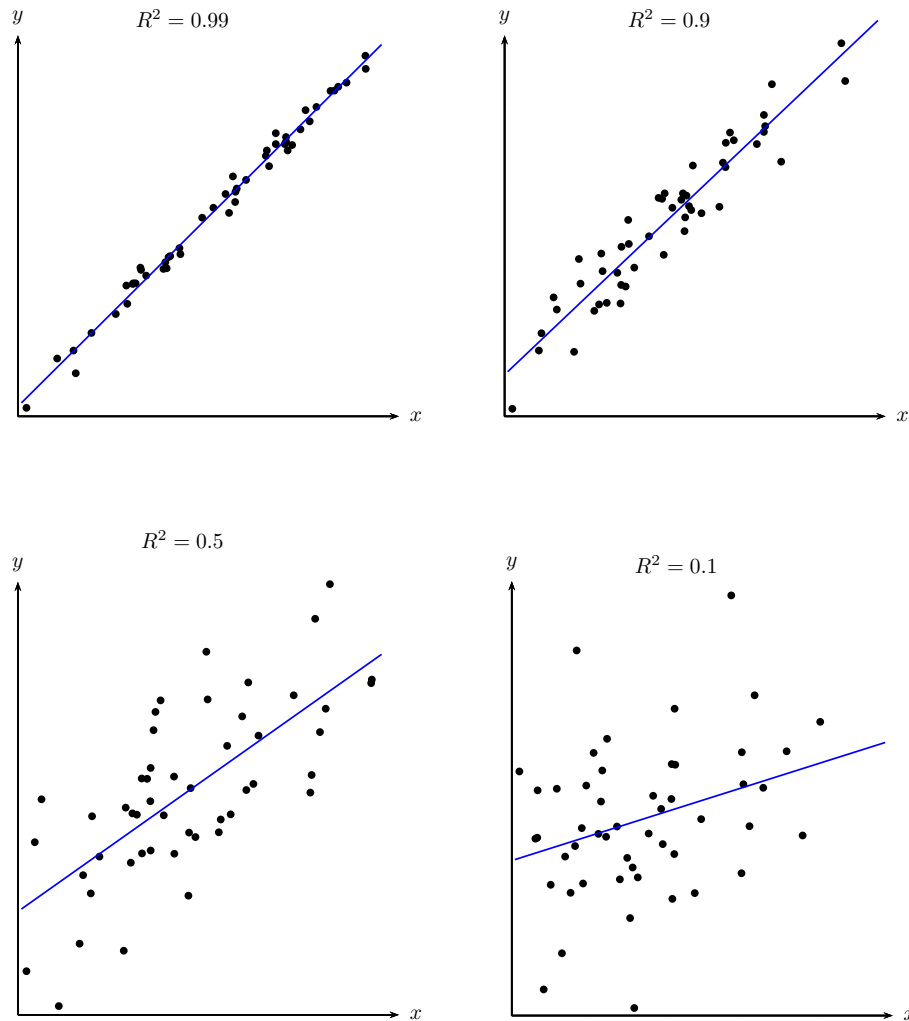 y
R² = 0.99
x
y
R² = 0.9
x
y
R² = 0.5
x
y
R² = 0.1
x